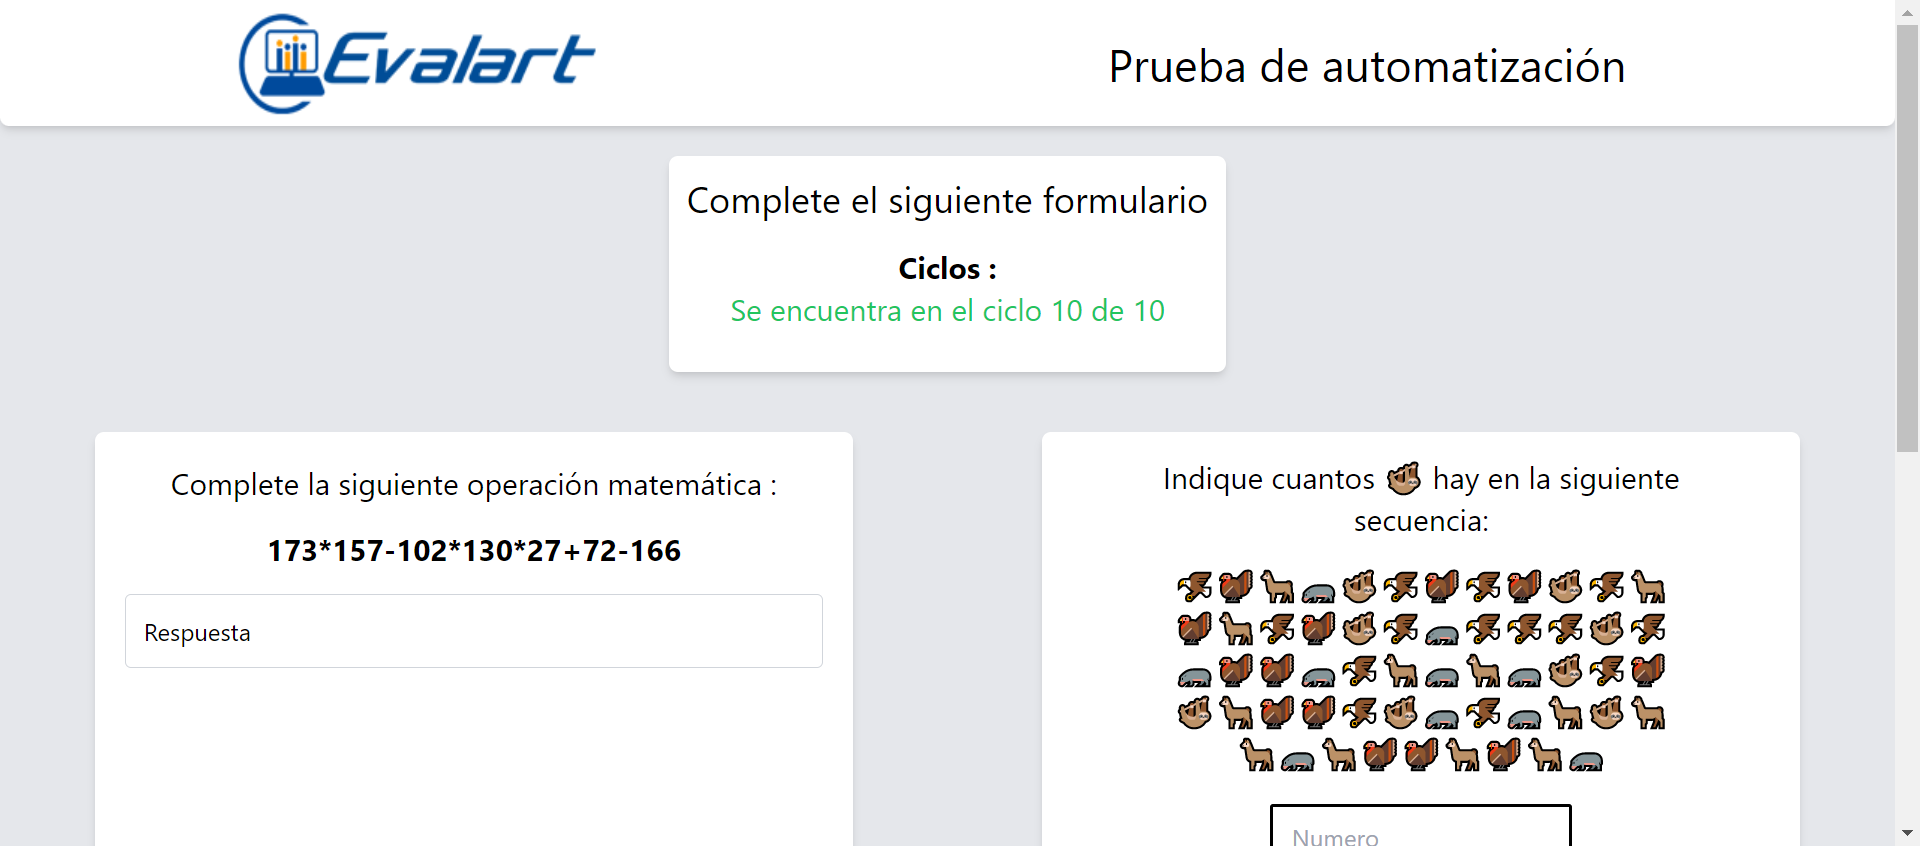 Evalart
Prueba de automatización
Complete el siguiente formulario
Ciclos :
Se encuentra en el ciclo 10 de 10
Complete la siguiente operación matemática :
173*157-102*130*27+72-166
Respuesta
Indique cuantos 🦥 hay en la siguiente
secuencia:
Numero